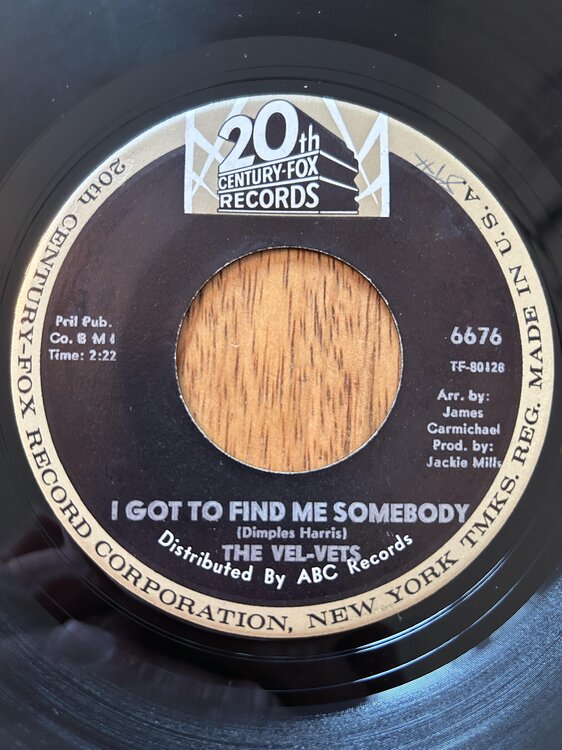 20th
CENTURY-FOX
RECORDS
20th CENTURY-FOX RECORD CORPORATION, NEW YORK TMKS. REG. MADE IN U.S.A
Pril Pub.
Co. B M I
Time: 2:22
6676
TF-80128
Arr. by:
James
Carmichael
Prod. by:
Jackie Mills
I GOT TO FIND ME SOMEBODY
(Dimples Harris)
THE VEL-VETS
Distributed By ABC Records